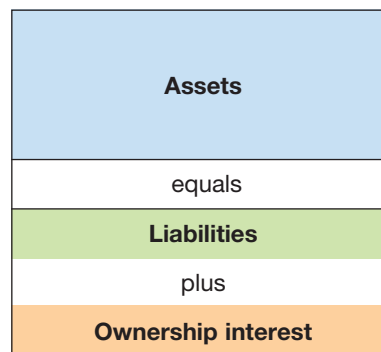 Assets
equals
Liabilities
plus
Ownership interest